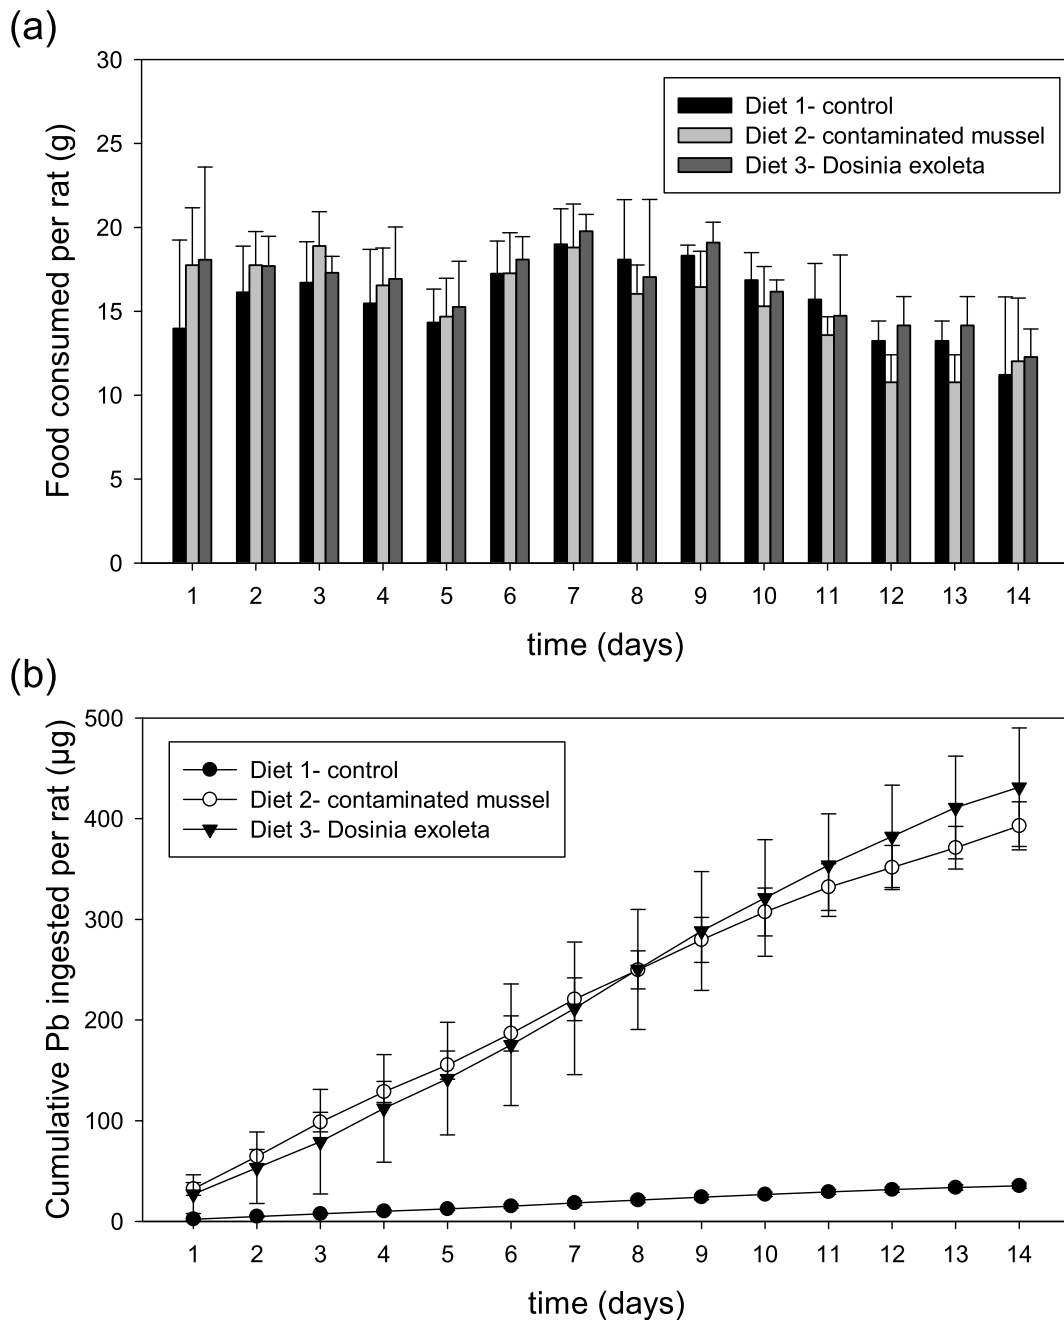 (a)
Food consumed per rat (g)
30
25
20
15
10
5
0
Diet 1- control
Diet 2- contaminated mussel
Diet 3- Dosinia exoleta
1 2 3 4 5 6 7 8 9 10 11 12 13 14
time (days)
(b)
Cumulative Pb ingested per rat (µg)
500
400
300
200
100
0
Diet 1- control
Diet 2- contaminated mussel
Diet 3- Dosinia exoleta
1 2 3 4 5 6 7 8 9 10 11 12 13 14
time (days)